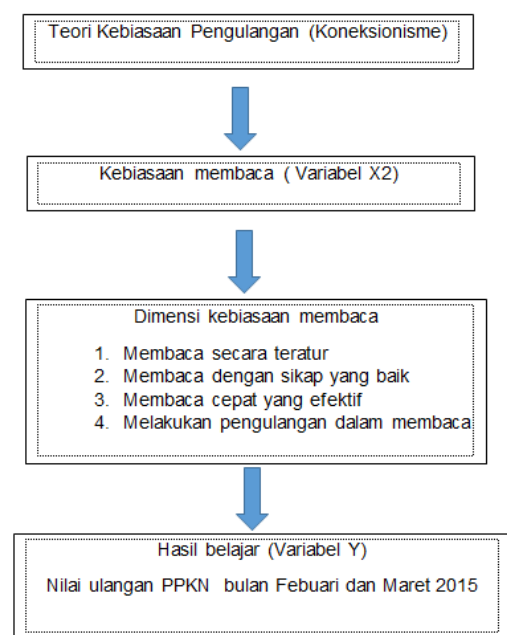 Teori Kebiasaan Pengulangan (Koneksionisme)
Kebiasaan membaca ( Variabel X2)
Dimensi kebiasaan membaca
1. Membaca secara teratur
2. Membaca dengan sikap yang baik
3. Membaca cepat yang efektif
4. Melakukan pengulangan dalam membaca
Hasil belajar (Variabel Y)
Nilai ulangan PPKN bulan Febuari dan Maret 2015